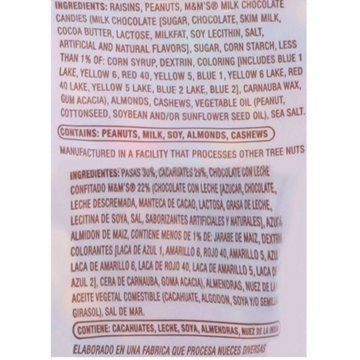 INGREDIENTS: RAISINS, PEANUTS, M&M'S® MILK CHOCOLATE
CANDIES (MILK CHOCOLATE [SUGAR, CHOCOLATE, SKIM MILK,
COCOA BUTTER, LACTOSE, MILKFAT, SOY LECITHIN, SALT,
ARTIFICIAL AND NATURAL FLAVORS], SUGAR, CORN STARCH, LESS
THAN 1% OF: CORN SYRUP, DEXTRIN, COLORING [INCLUDES BLUE 1
LAKE, YELLOW 6, RED 40, YELLOW 5, BLUE 1, YELLOW 6 LAKE, RED
40 LAKE, YELLOW 5 LAKE, BLUE 2 LAKE, BLUE 2], CARNAUBA WAX,
GUM ACACIA), ALMONDS, CASHEWS, VEGETABLE OIL (PEANUT,
COTTONSEED, SOYBEAN AND/OR SUNFLOWER SEED OIL), SEA SALT.
CONTAINS: PEANUTS, MILK, SOY, ALMONDS, CASHEWS
MANUFACTURED IN A FACILITY THAT PROCESSES OTHER TREE NUTS
INGREDIENTES: PASAS 30%, CACAHUATES 29%, CHOCOLATE CON LECHE
CONFITADO M&M'S® 22% (CHOCOLATE CON LECHE [AZÚCAR, CHOCOLATE,
LECHE DESCREMADA, MANTECA DE CACAO, LACTOSA, GRASA DE LECHE,
LECITINA DE SOYA, SAL, SABORIZANTES ARTIFICIALES Y NATURALES], AZÚCA
ALMIDON DE MAIZ, CONTIENE MENOS DE 1% DE: JARABE DE MAIZ, DEXTRIN
COLORANTES [LACA DE AZUL 1, AMARILLO 6, ROJO 40, AMARILLO 5, AZUL
LACA DE AMARILLO 6, LACA DE ROJO 40, LACA DE AMARILLO 5, LACA DE
AZUL 2], CERA DE CARNAUBA, GOMA ACACIA), ALMENDRAS, NUEZ DE LA
ACEITE VEGETAL COMESTIBLE (CACAHUATE, ALGODON, SOYA Y/O SEMILL
GIRASOL), SAL DE MAR.
CONTIENE: CACAHUATES, LECHE, SOYA, ALMENDRAS, NUEZ DE LA INDIA
ELABORADO EN UNA FABRICA QUE PROCESA NUECES DIVERSAS